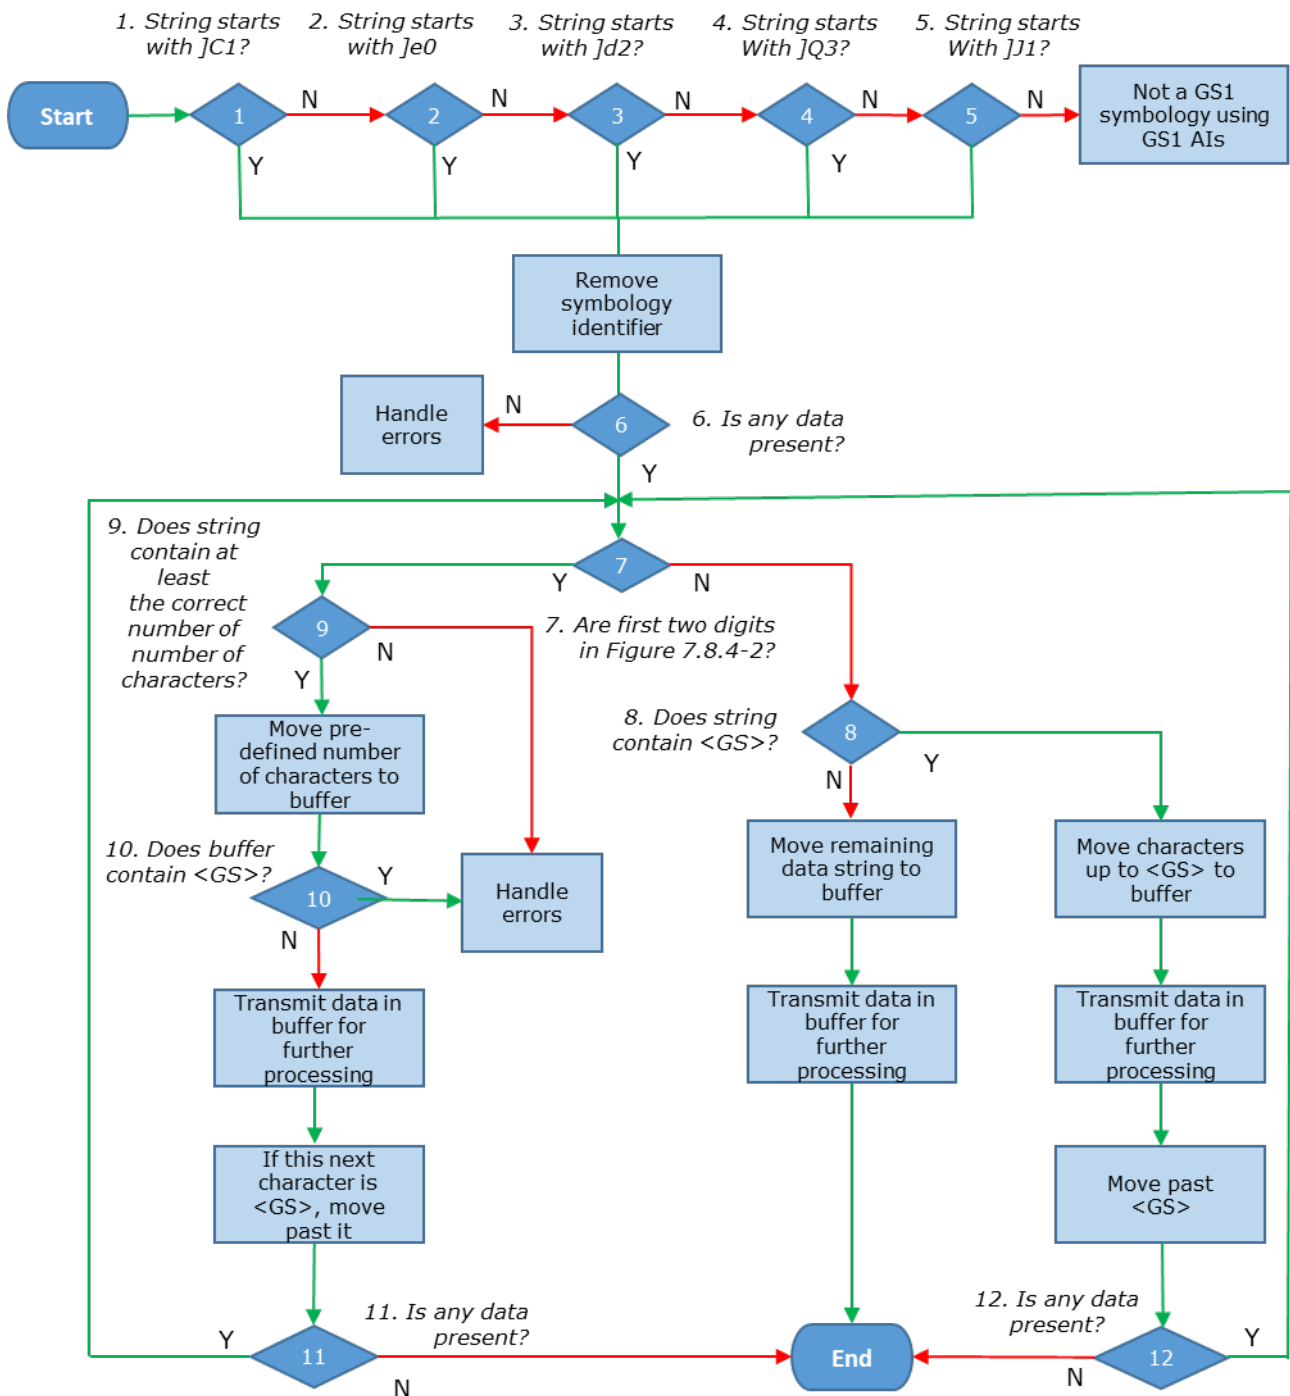 1. String starts
with ]C1?
2. String starts
with ]e0
3. String starts
with ]d2?
4. String starts
With ]Q3?
5. String starts
With ]J1?
Start
1
N
2
N
3
N
4
N
5
N
Not a GS1
symbology using
GS1 AIs
Y
Y
Y
Y
Y
Remove
symbology
identifier
Handle
errors
N
6
6. Is any data
present?
Y
9. Does string
contain at
least
the correct
number of
number of
characters?
7
Y
N
9
N
Y
7. Are first two digits
in Figure 7.8.4-2?
8. Does string
contain <GS>?
8
Y
N
Move pre-
defined number
of characters to
buffer
10. Does buffer
contain <GS>?
10
Y
N
Handle
errors
Move remaining
data string to
buffer
Move characters
up to <GS> to
buffer
Transmit data in
buffer for
further
processing
Transmit data in
buffer for
further
processing
Transmit data in
buffer for
further
processing
If this next
character is
<GS>, move
past it
Move past
<GS>
11. Is any data
present?
Y
11
N
End
12. Is any data
present?
12
Y
N